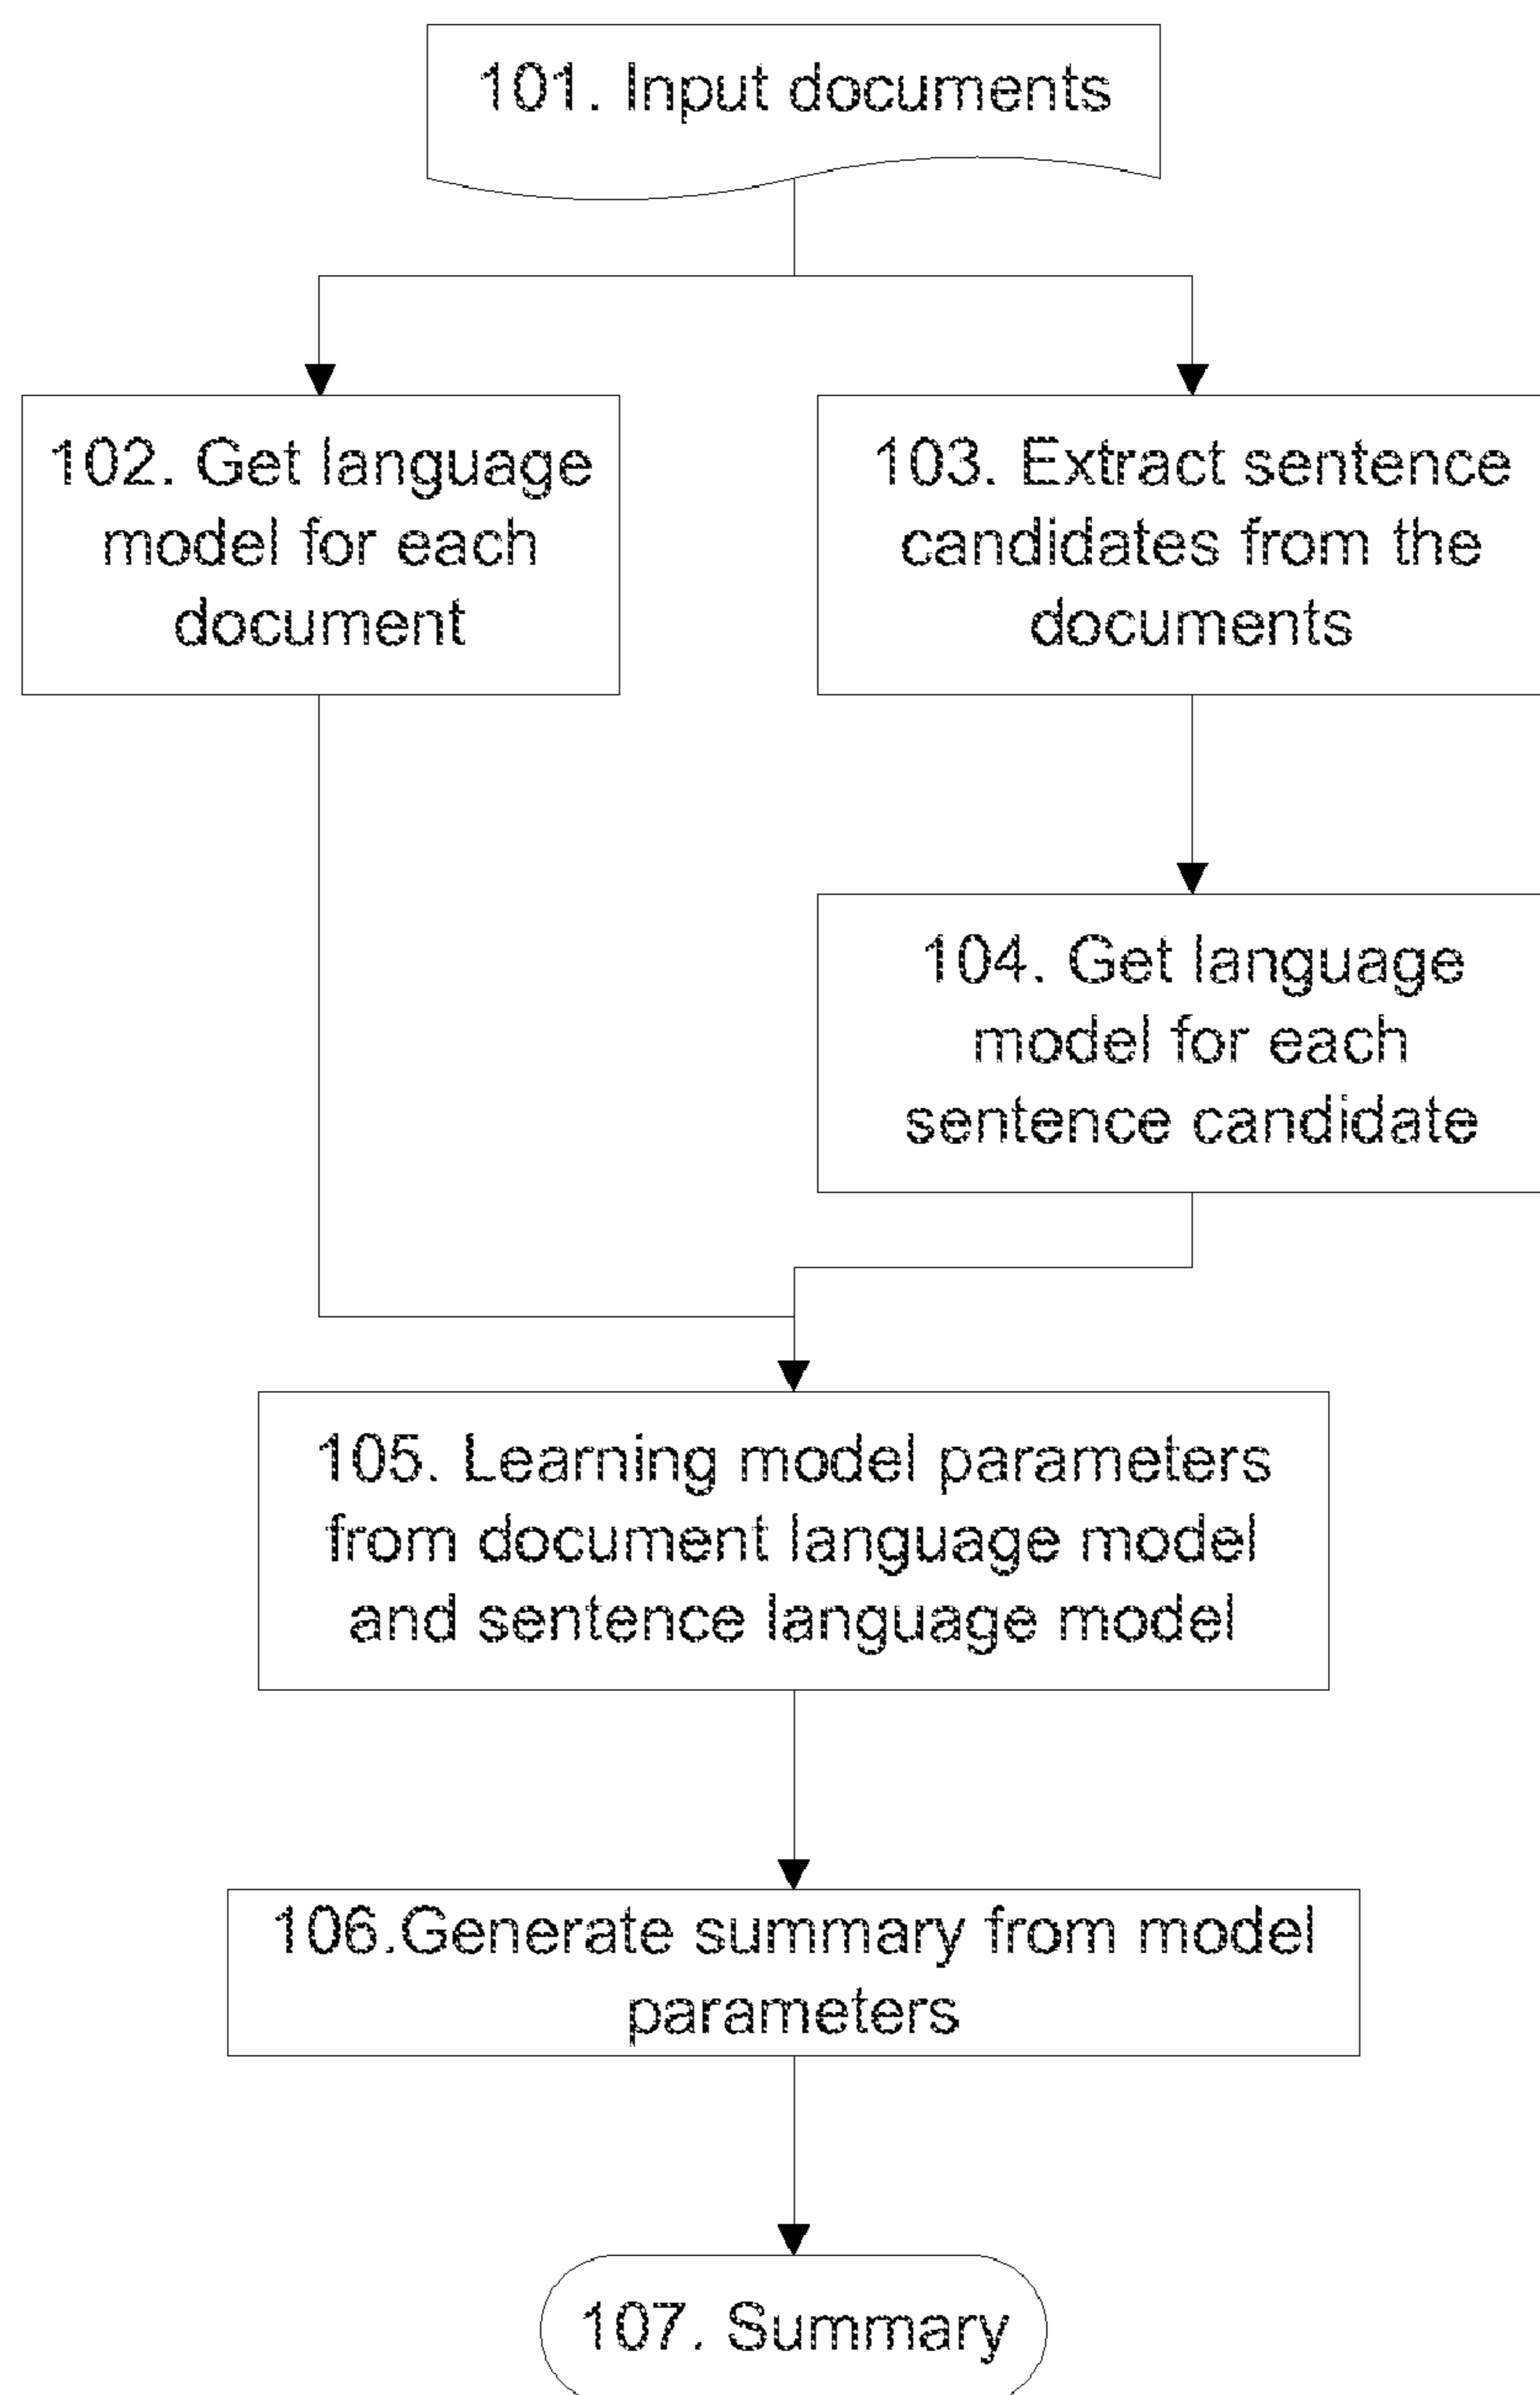 101. Input documents
102. Get language
model for each
document
103. Extract sentence
candidates from the
documents
104. Get language
model for each
sentence candidate
105. Learning model parameters
from document language model
and sentence language model
106.Generate summary from model
parameters
107. Summary